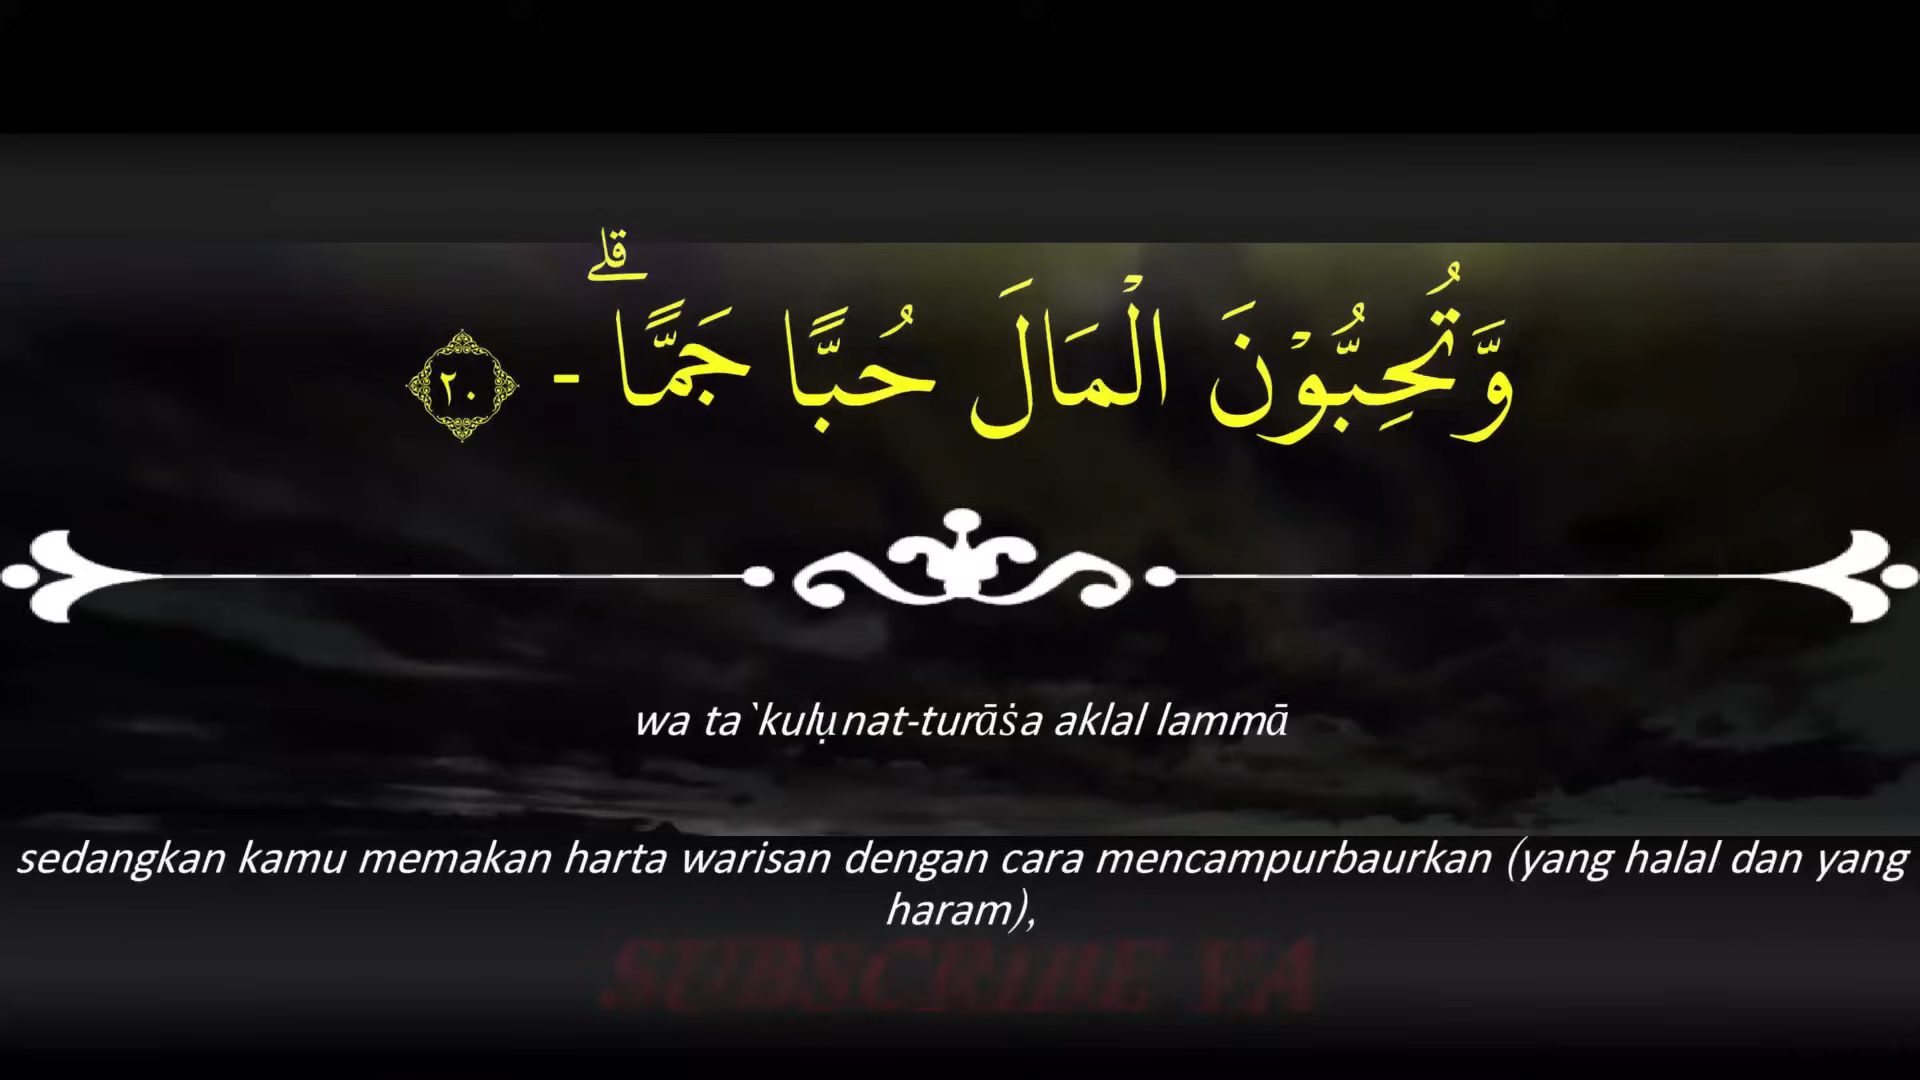 وَّتُحِبُّوْنَ الْمَالَ حُبًّا جَمًّاۗ - ٢٠
wa ta`kulụnat-turāṡa aklal lammā
sedangkan kamu memakan harta warisan dengan cara mencampurbaurkan (yang halal dan yang
haram),
SUBSCRIBE YA